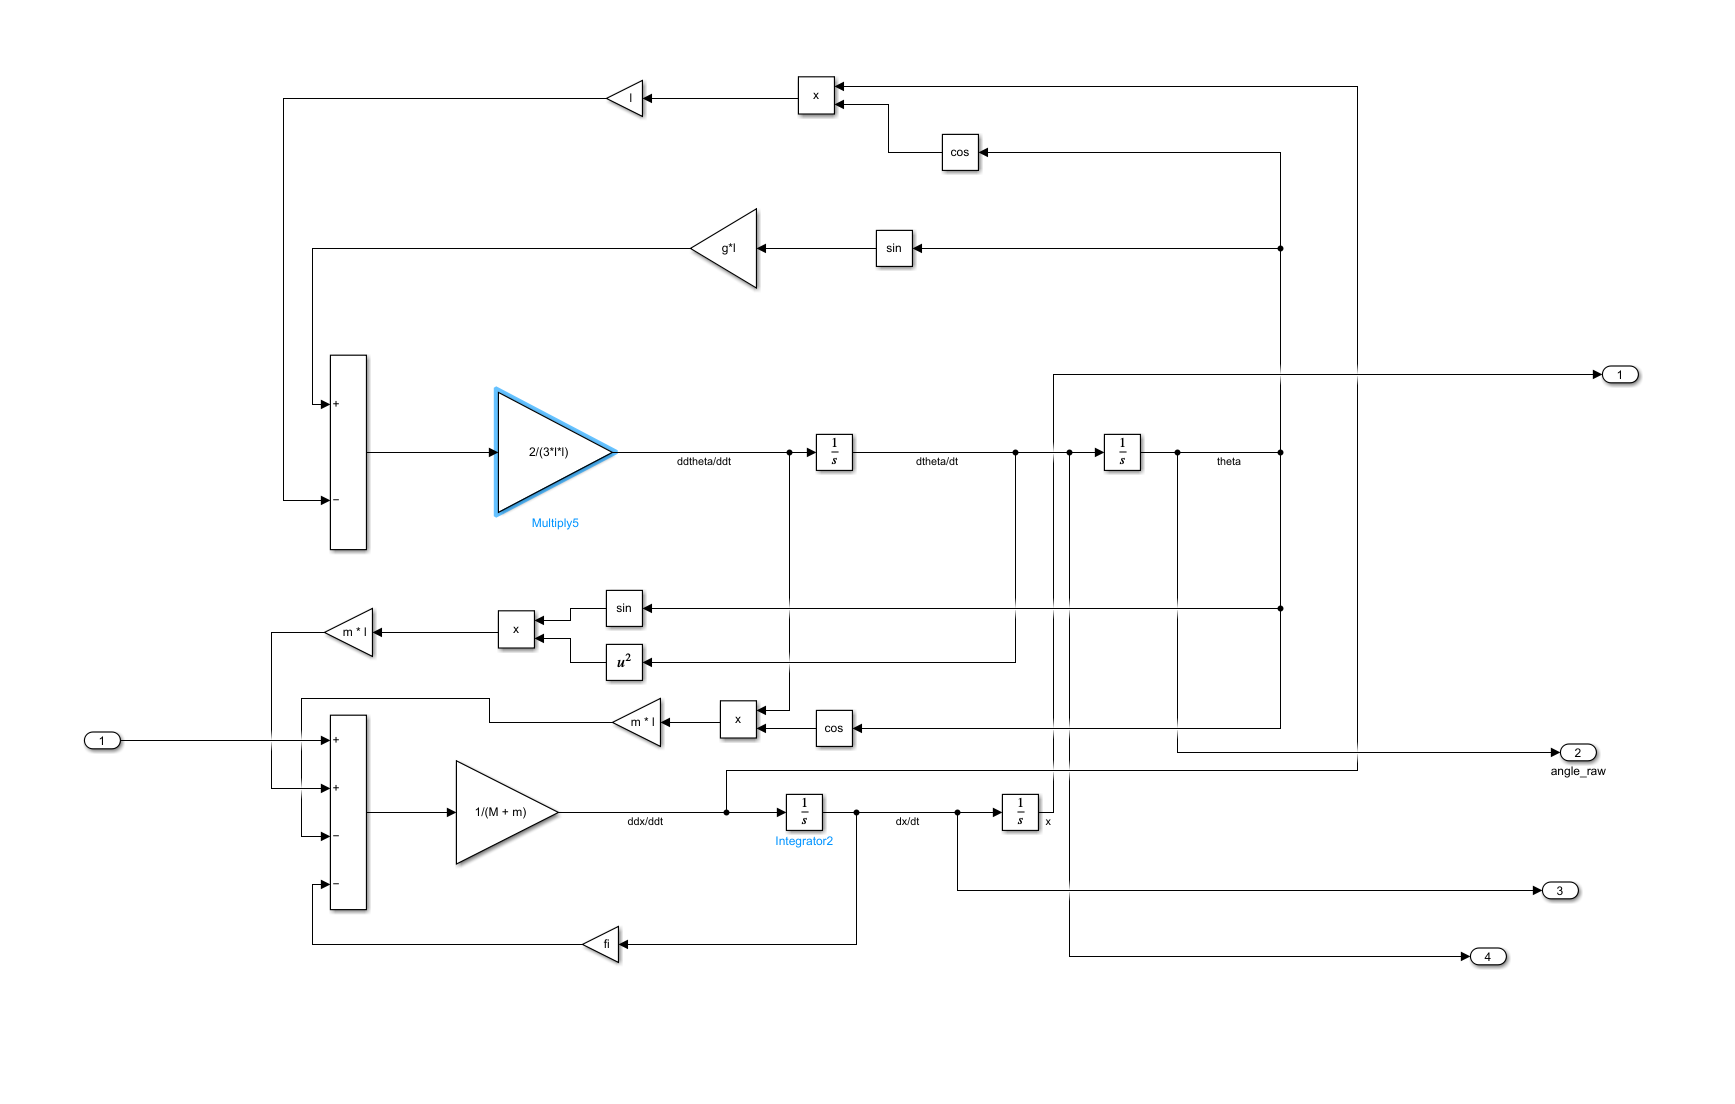 l
x
cos
g*l
sin
1
+
2/(3*l*l)
ddtheta/ddt
1
s
dtheta/dt
1
s
theta
−
Multiply5
sin
m * l
x
u²
m * l
x
cos
1
+
2
angle_raw
+
1/(M + m)
ddx/ddt
1
s
dx/dt
1
s
x
Integrator2
−
−
3
fi
4